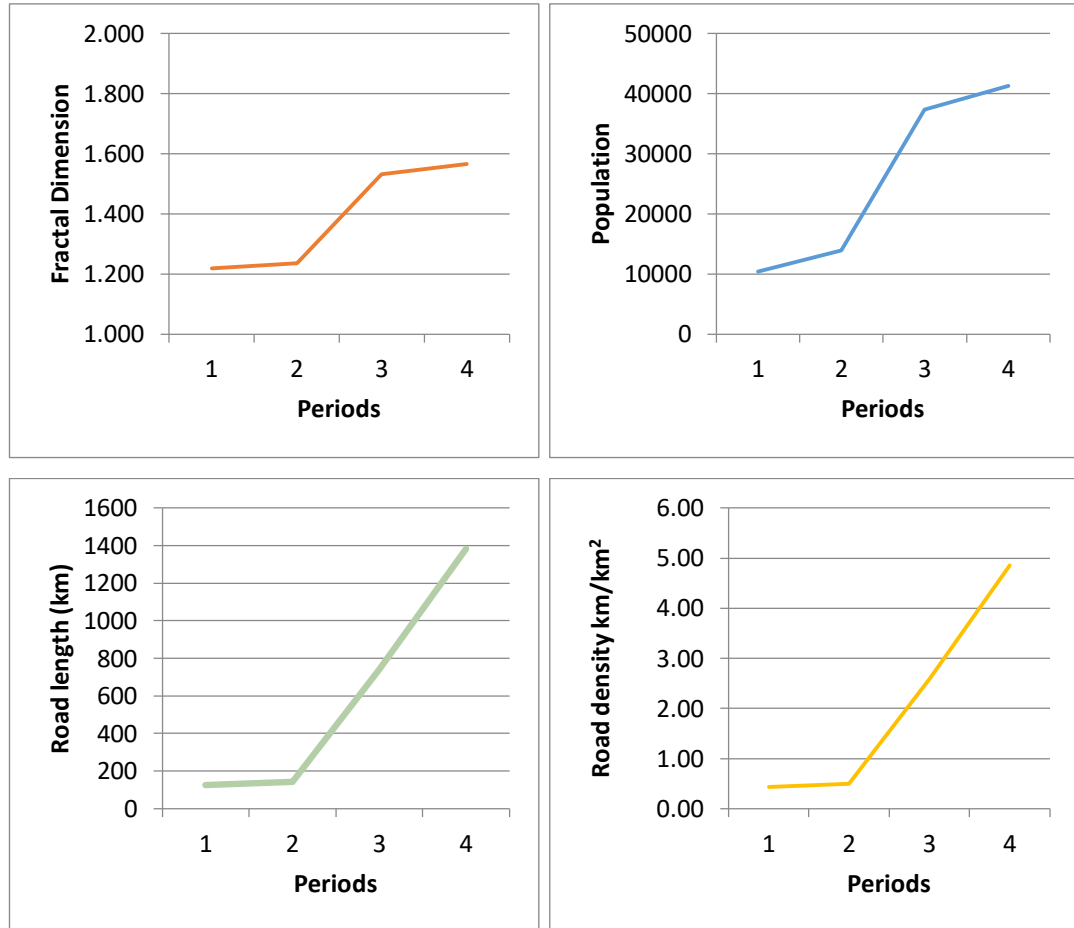 2.000
1.800
1.600
1.400
1.200
1.000
Fractal Dimension
1 2 3 4
Periods
50000
40000
30000
20000
10000
0
Population
1 2 3 4
Periods
1600
1400
1200
1000
800
600
400
200
0
Road length (km)
1 2 3 4
Periods
6.00
5.00
4.00
3.00
2.00
1.00
0.00
Road density km/km²
1 2 3 4
Periods